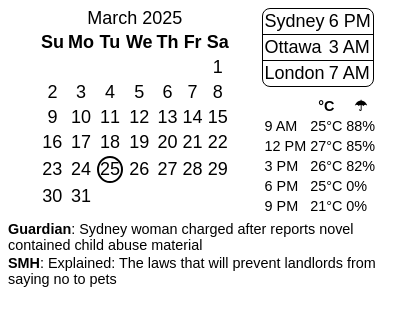 March 2025
Su Mo Tu We Th Fr Sa
1
2 3 4 5 6 7 8
9 10 11 12 13 14 15
16 17 18 19 20 21 22
23 24 25 26 27 28 29
30 31
Sydney 6 PM
Ottawa 3 AM
London 7 AM
°C ☂
9 AM 25°C 88%
12 PM 27°C 85%
3 PM 26°C 82%
6 PM 25°C 0%
9 PM 21°C 0%
Guardian: Sydney woman charged after reports novel
contained child abuse material
SMH: Explained: The laws that will prevent landlords from
saying no to pets